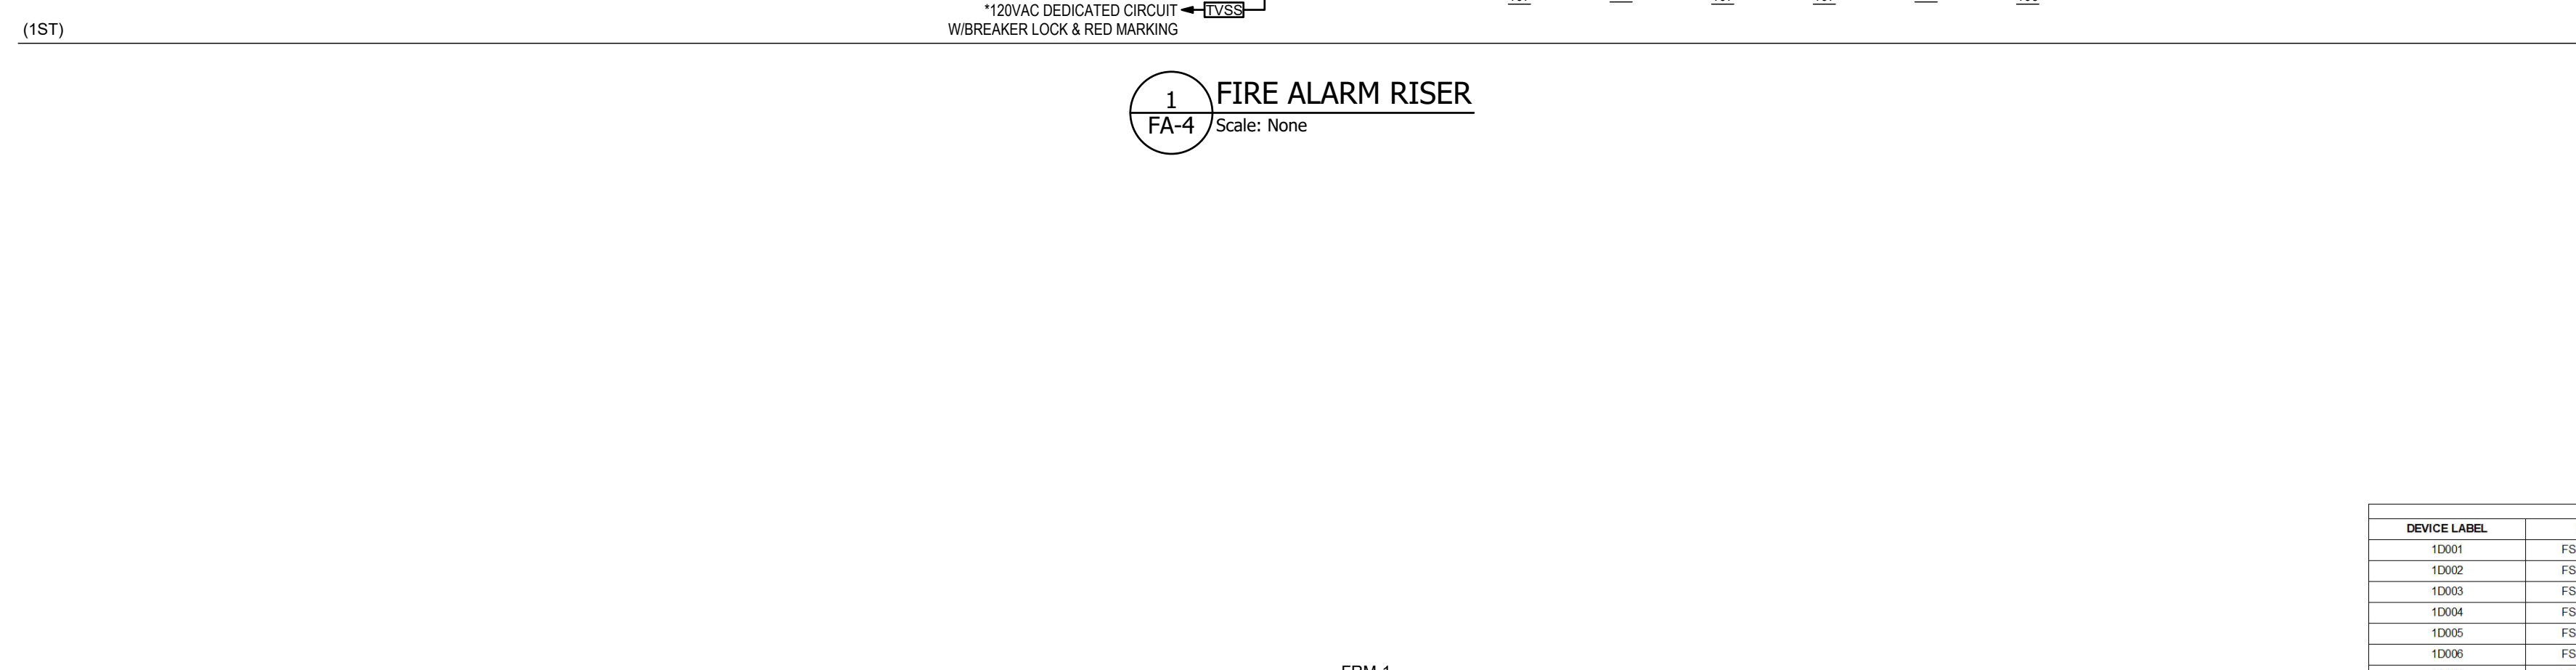 *120VAC DEDICATED CIRCUIT
TVSS
(1ST)
W/BREAKER LOCK & RED MARKING
1
FIRE ALARM RISER
FA-4
Scale: None
DEVICE LABEL
1D001 FS
1D002 FS
1D003 FS
1D004 FS
1D005 FS
1D006 FS